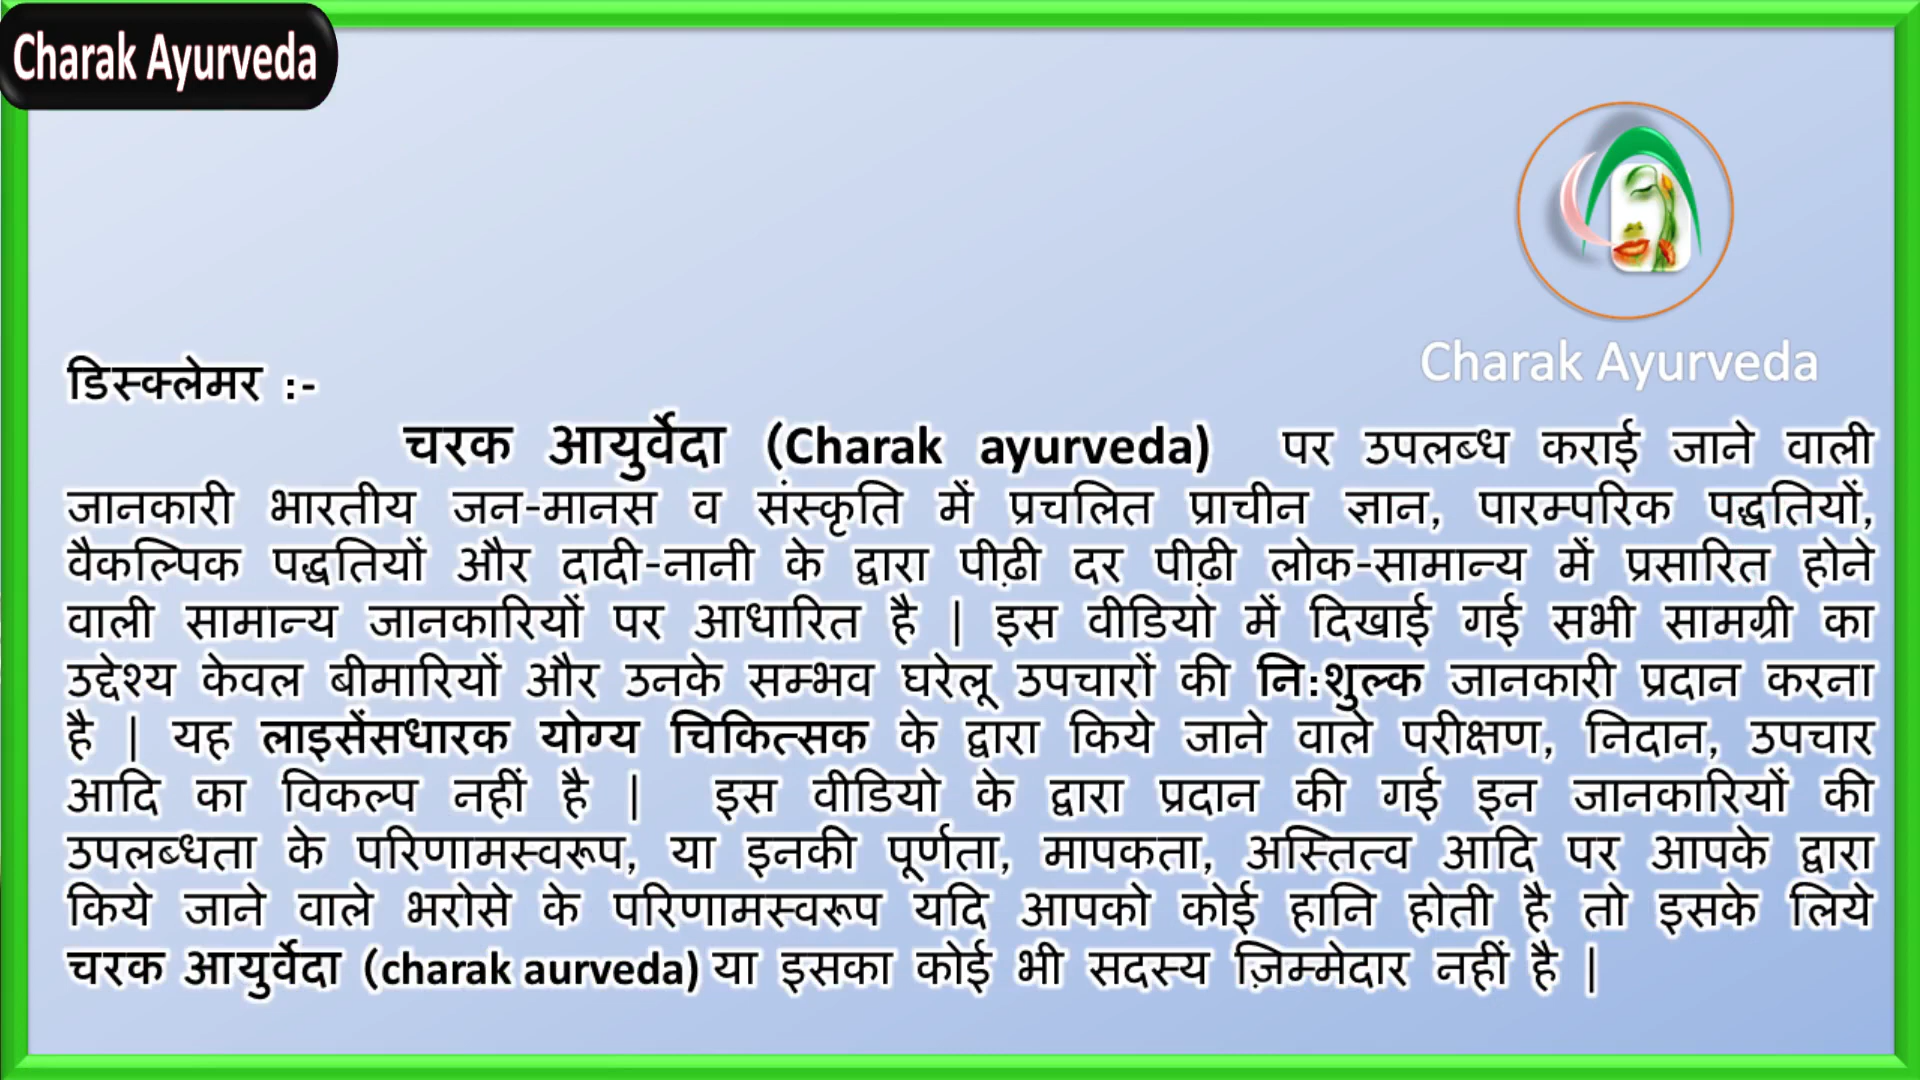 Charak Ayurveda
Charak Ayurveda
डिस्क्लेमर :-
चरक आयुर्वेदा (Charak ayurveda) पर उपलब्ध कराई जाने वाली
जानकारी भारतीय जन-मानस व संस्कृति में प्रचलित प्राचीन ज्ञान, पारम्परिक पद्धतियों,
वैकल्पिक पद्धतियों और दादी-नानी के द्वारा पीढ़ी दर पीढ़ी लोक-सामान्य में प्रसारित होने
वाली सामान्य जानकारियों पर आधारित है | इस वीडियो में दिखाई गई सभी सामग्री का
उद्देश्य केवल बीमारियों और उनके सम्भव घरेलू उपचारों की नि:शुल्क जानकारी प्रदान करना
है | यह लाइसेंसधारक योग्य चिकित्सक के द्वारा किये जाने वाले परीक्षण, निदान, उपचार
आदि का विकल्प नहीं है | इस वीडियो के द्वारा प्रदान की गई इन जानकारियों की
उपलब्धता के परिणामस्वरूप, या इनकी पूर्णता, मापकता, अस्तित्व आदि पर आपके द्वारा
किये जाने वाले भरोसे के परिणामस्वरूप यदि आपको कोई हानि होती है तो इसके लिये
चरक आयुर्वेदा (charak aurveda) या इसका कोई भी सदस्य ज़िम्मेदार नहीं है |